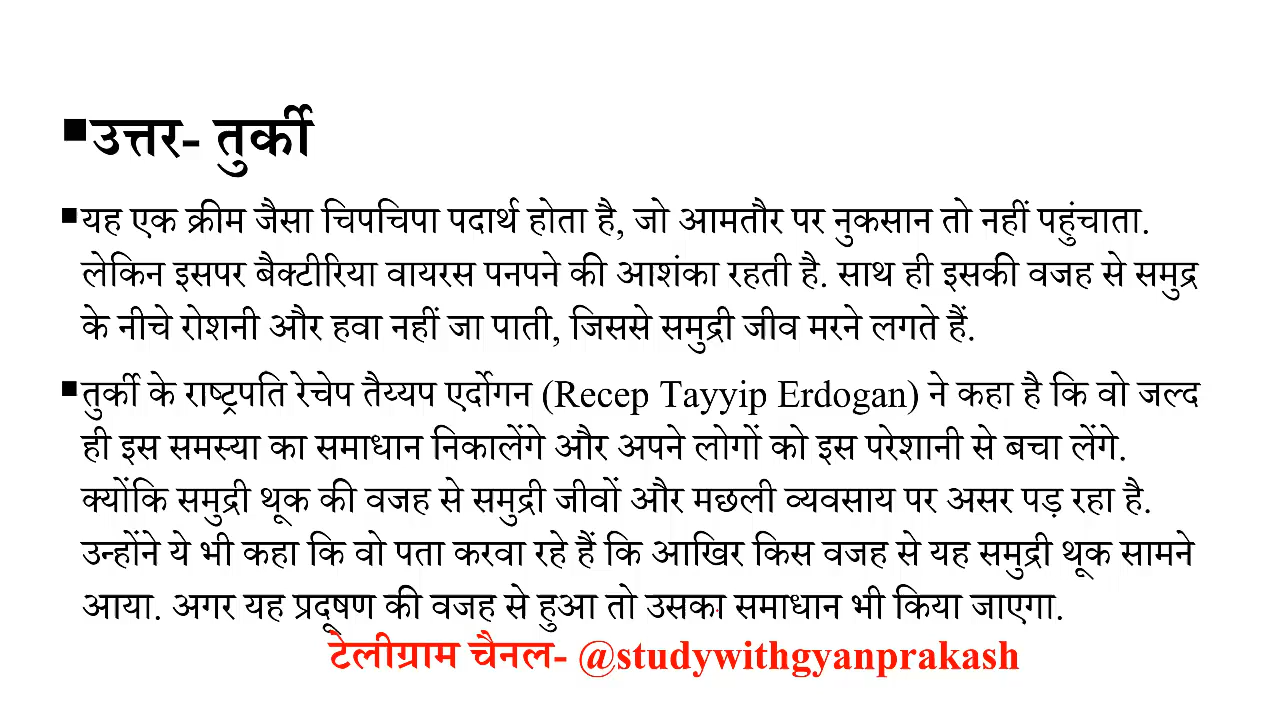 ▪उत्तर- तुर्की
▪यह एक क्रीम जैसा चिपचिपा पदार्थ होता है, जो आमतौर पर नुकसान तो नहीं पहुंचाता.
लेकिन इसपर बैक्टीरिया वायरस पनपने की आशंका रहती है. साथ ही इसकी वजह से समुद्र
के नीचे रोशनी और हवा नहीं जा पाती, जिससे समुद्री जीव मरने लगते हैं.
▪तुर्की के राष्ट्रपति रेचेप तैय्यप एर्दोगन (Recep Tayyip Erdogan) ने कहा है कि वो जल्द
ही इस समस्या का समाधान निकालेंगे और अपने लोगों को इस परेशानी से बचा लेंगे.
क्योंकि समुद्री थूक की वजह से समुद्री जीवों और मछली व्यवसाय पर असर पड़ रहा है.
उन्होंने ये भी कहा कि वो पता करवा रहे हैं कि आखिर किस वजह से यह समुद्री थूक सामने
आया. अगर यह प्रदूषण की वजह से हुआ तो उसका समाधान भी किया जाएगा.
टेलीग्राम चैनल- @studywithgyanprakash